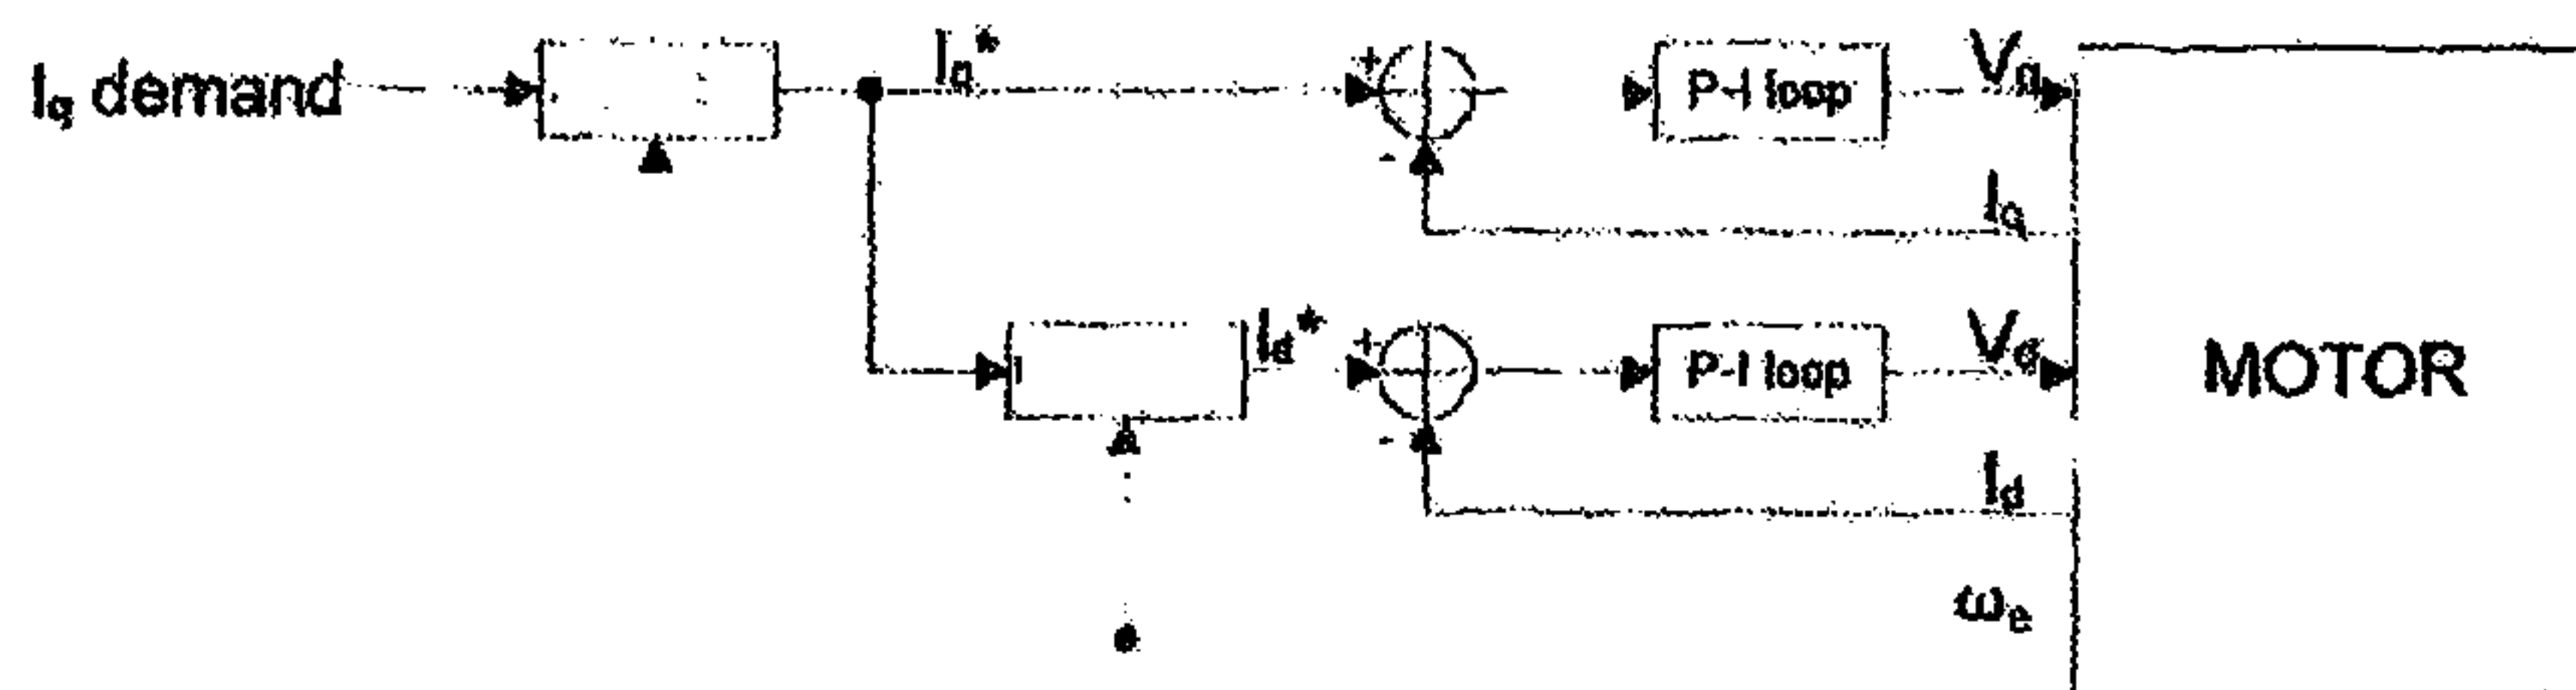 Iq demand
Iq*
+
-
P-I loop
Vq
Iq
Id*
+
-
P-I loop
Vd
Id
MOTOR
ωe